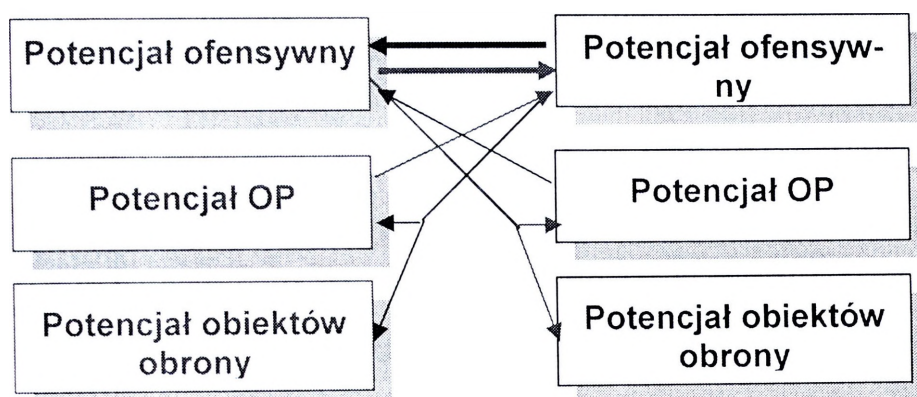 Potencjał ofensywny
Potencjał ofensyw-
ny
Potencjał OP
Potencjał OP
Potencjał obiektów
obrony
Potencjał obiektów
obrony